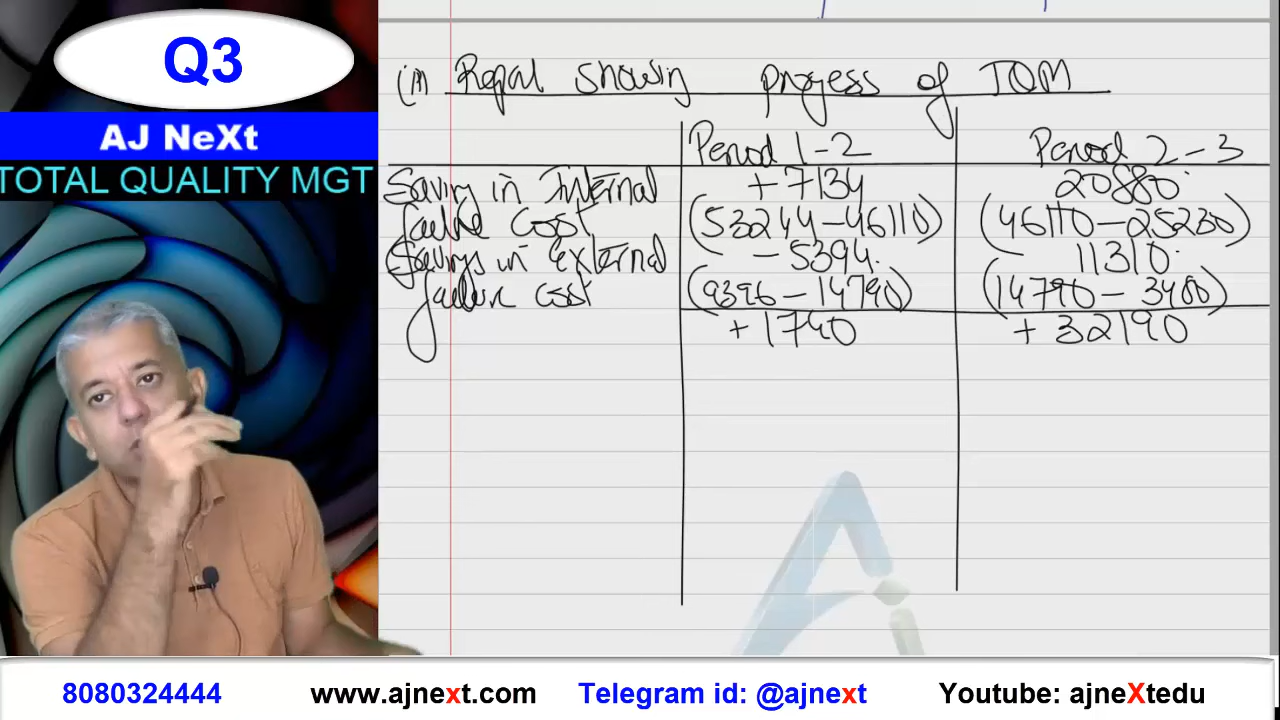 Q3
AJ NeXt
TOTAL QUALITY MGT
Showing progess of TQM
Period 1-2 Period 2-3
Saving in Internal +7134 20880
failure cost (53244-46110) (46110-25230)
Savings in external -5394 11310
failure cost (9396-14790) (14790-3480)
+1740 +32190
8080324444 www.ajnext.com Telegram id: @ajnext Youtube: ajneXtedu